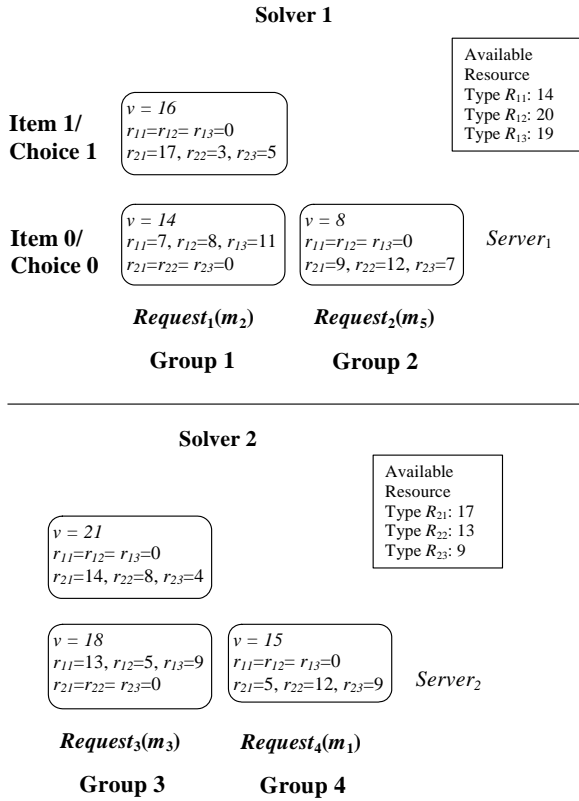 Solver 1
Available
Resource
Type R11: 14
Type R12: 20
Type R13: 19
Item 1/
Choice 1
v = 16
r11=r12= r13=0
r21=17, r22=3, r23=5
Item 0/
Choice 0
v = 14
r11=7, r12=8, r13=11
r21=r22= r23=0
v = 8
r11=r12= r13=0
r21=9, r22=12, r23=7
Server1
Request1(m2)
Request2(m5)
Group 1
Group 2
Solver 2
Available
Resource
Type R21: 17
Type R22: 13
Type R23: 9
v = 21
r11=r12= r13=0
r21=14, r22=8, r23=4
v = 18
r11=13, r12=5, r13=9
r21=r22= r23=0
v = 15
r11=r12= r13=0
r21=5, r22=12, r23=9
Server2
Request3(m3)
Request4(m1)
Group 3
Group 4